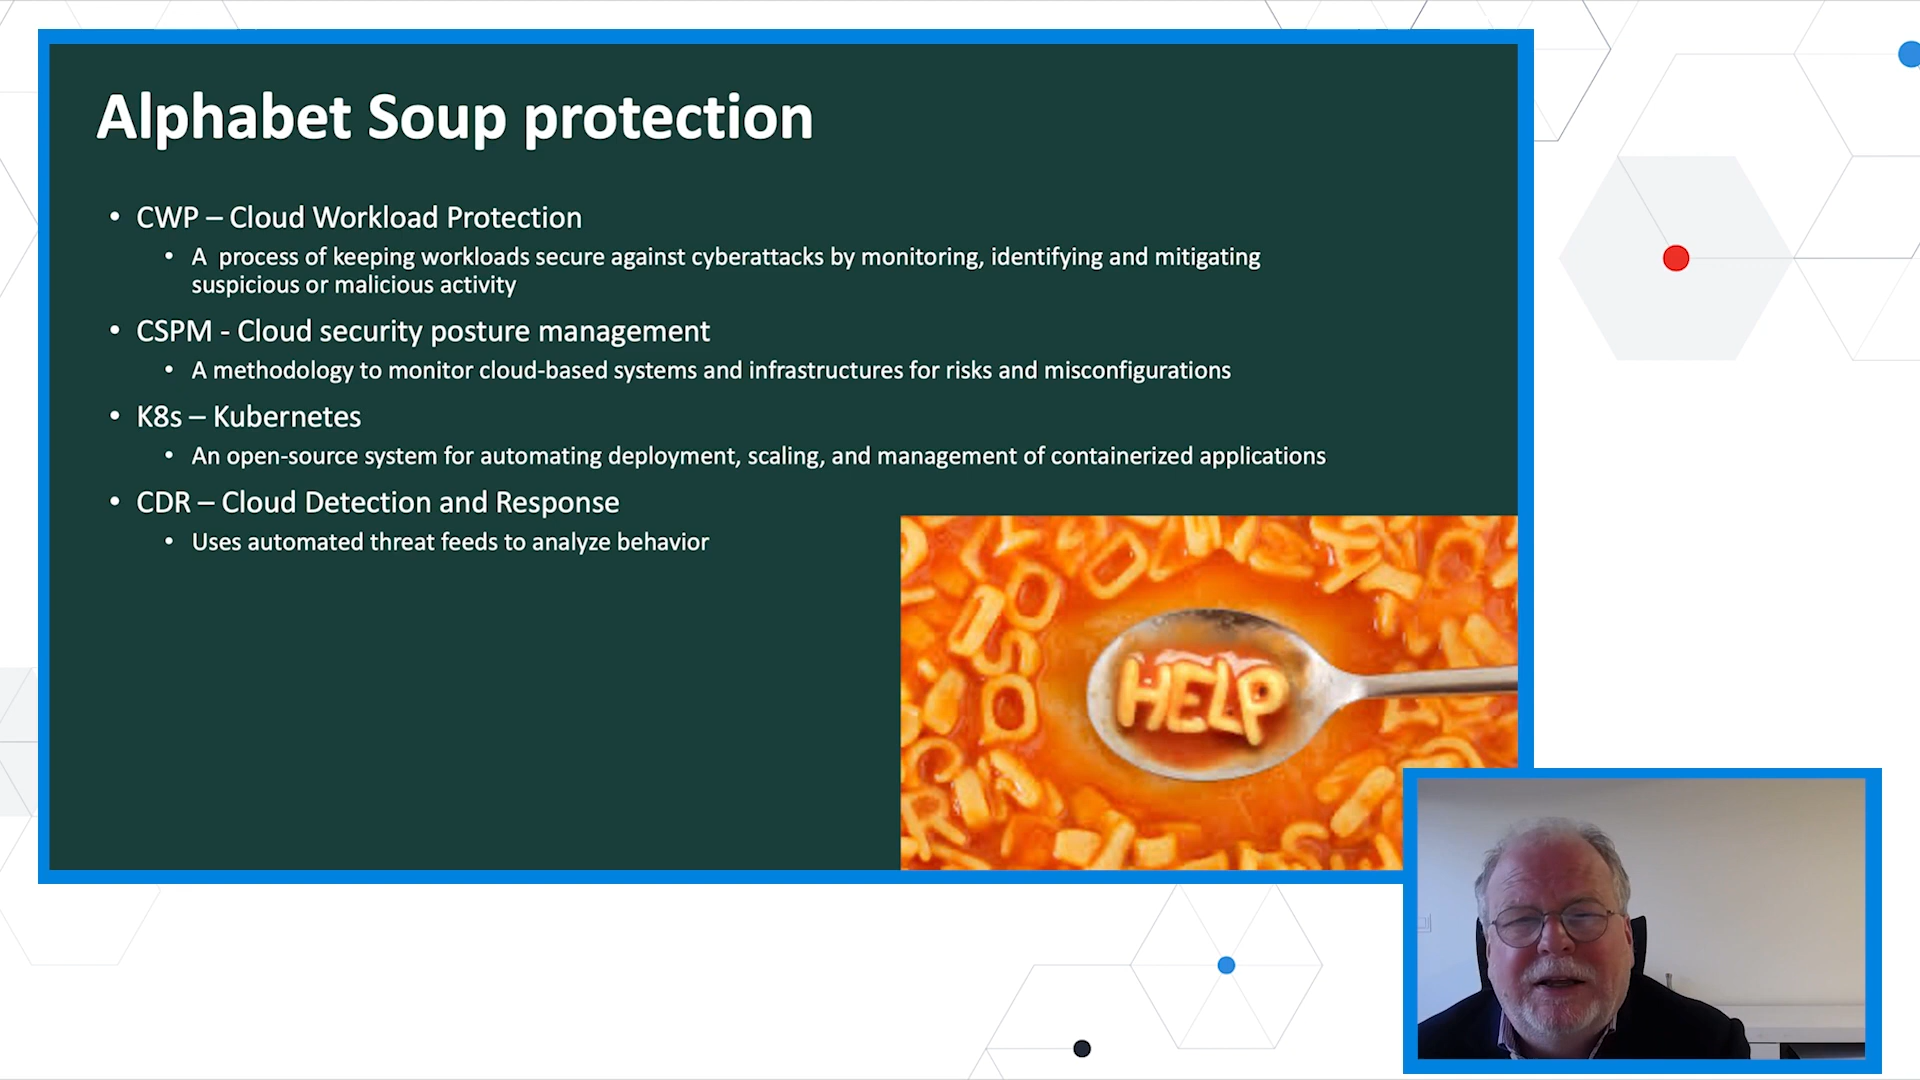 Alphabet Soup protection
• CWP – Cloud Workload Protection
• A  process of keeping workloads secure against cyberattacks by monitoring, identifying and mitigating
suspicious or malicious activity
• CSPM - Cloud security posture management
• A methodology to monitor cloud-based systems and infrastructures for risks and misconfigurations
• K8s – Kubernetes
• An open-source system for automating deployment, scaling, and management of containerized applications
• CDR – Cloud Detection and Response
• Uses automated threat feeds to analyze behavior
HELP